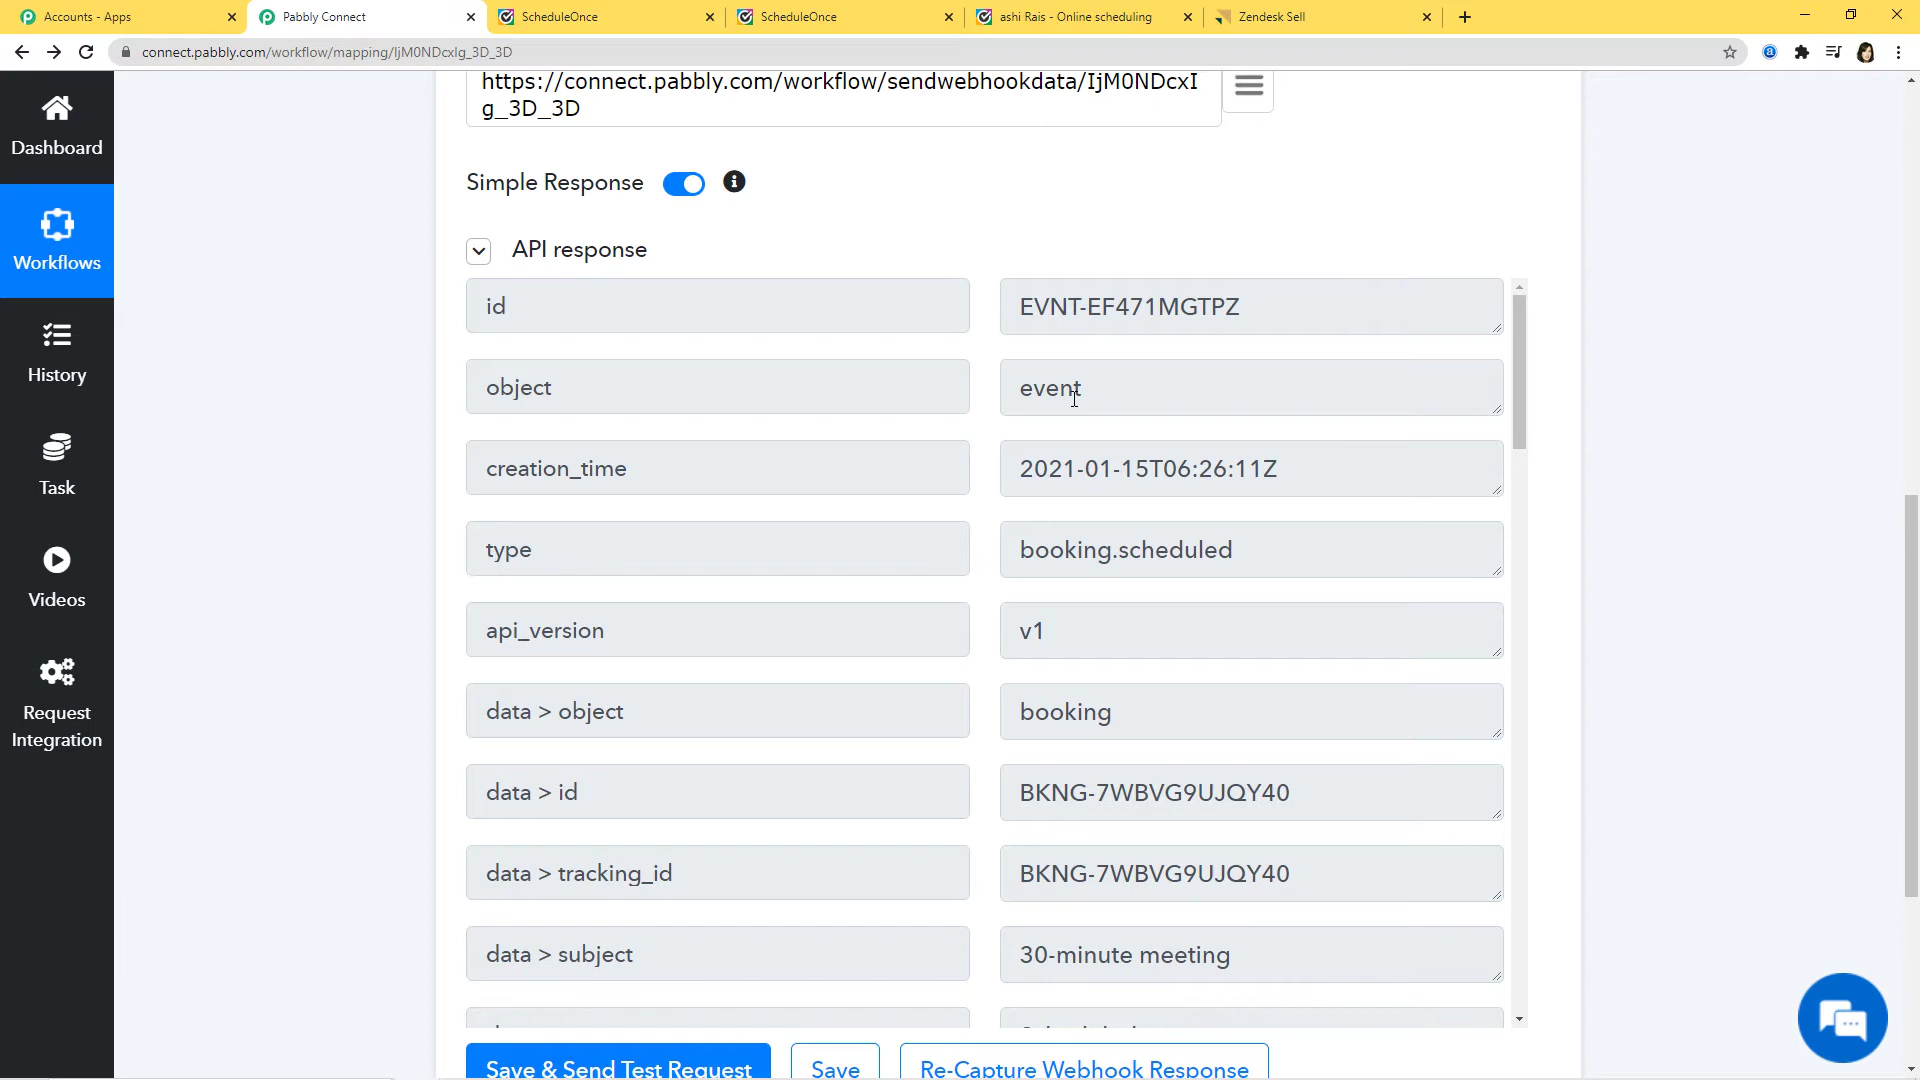 Accounts - Apps
Pabbly Connect
ScheduleOnce
ScheduleOnce
ashi Rais - Online scheduling
Zendesk Sell
connect.pabbly.com/workflow/mapping/IjM0NDcxIg_3D_3D
Dashboard
Workflows
History
Task
Videos
Request
Integration
https://connect.pabbly.com/workflow/sendwebhookdata/IjM0NDcxI
g_3D_3D
Simple Response
API response
id
EVNT-EF471MGTPZ
object
event
creation_time
2021-01-15T06:26:11Z
type
booking.scheduled
api_version
v1
data > object
booking
data > id
BKNG-7WBVG9UJQY40
data > tracking_id
BKNG-7WBVG9UJQY40
data > subject
30-minute meeting
Save & Send Test Request
Save
Re-Capture Webhook Response